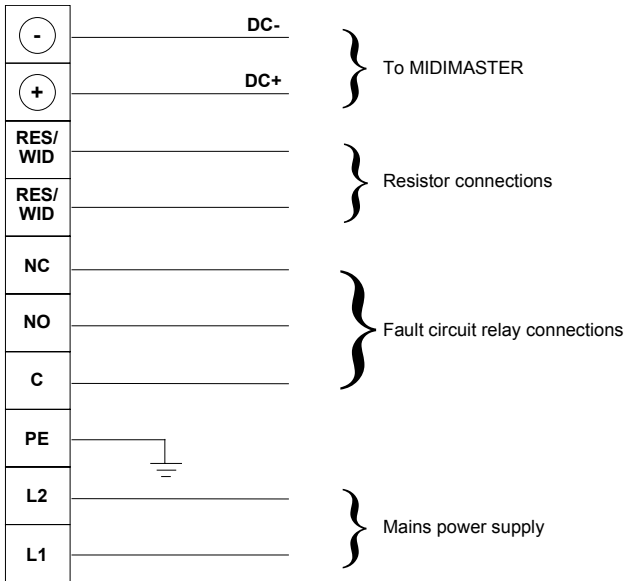 - DC-
+ DC+
To MIDIMASTER
RES/
WID
RES/
WID
Resistor connections
NC
NO
C
Fault circuit relay connections
PE
L2
L1
Mains power supply